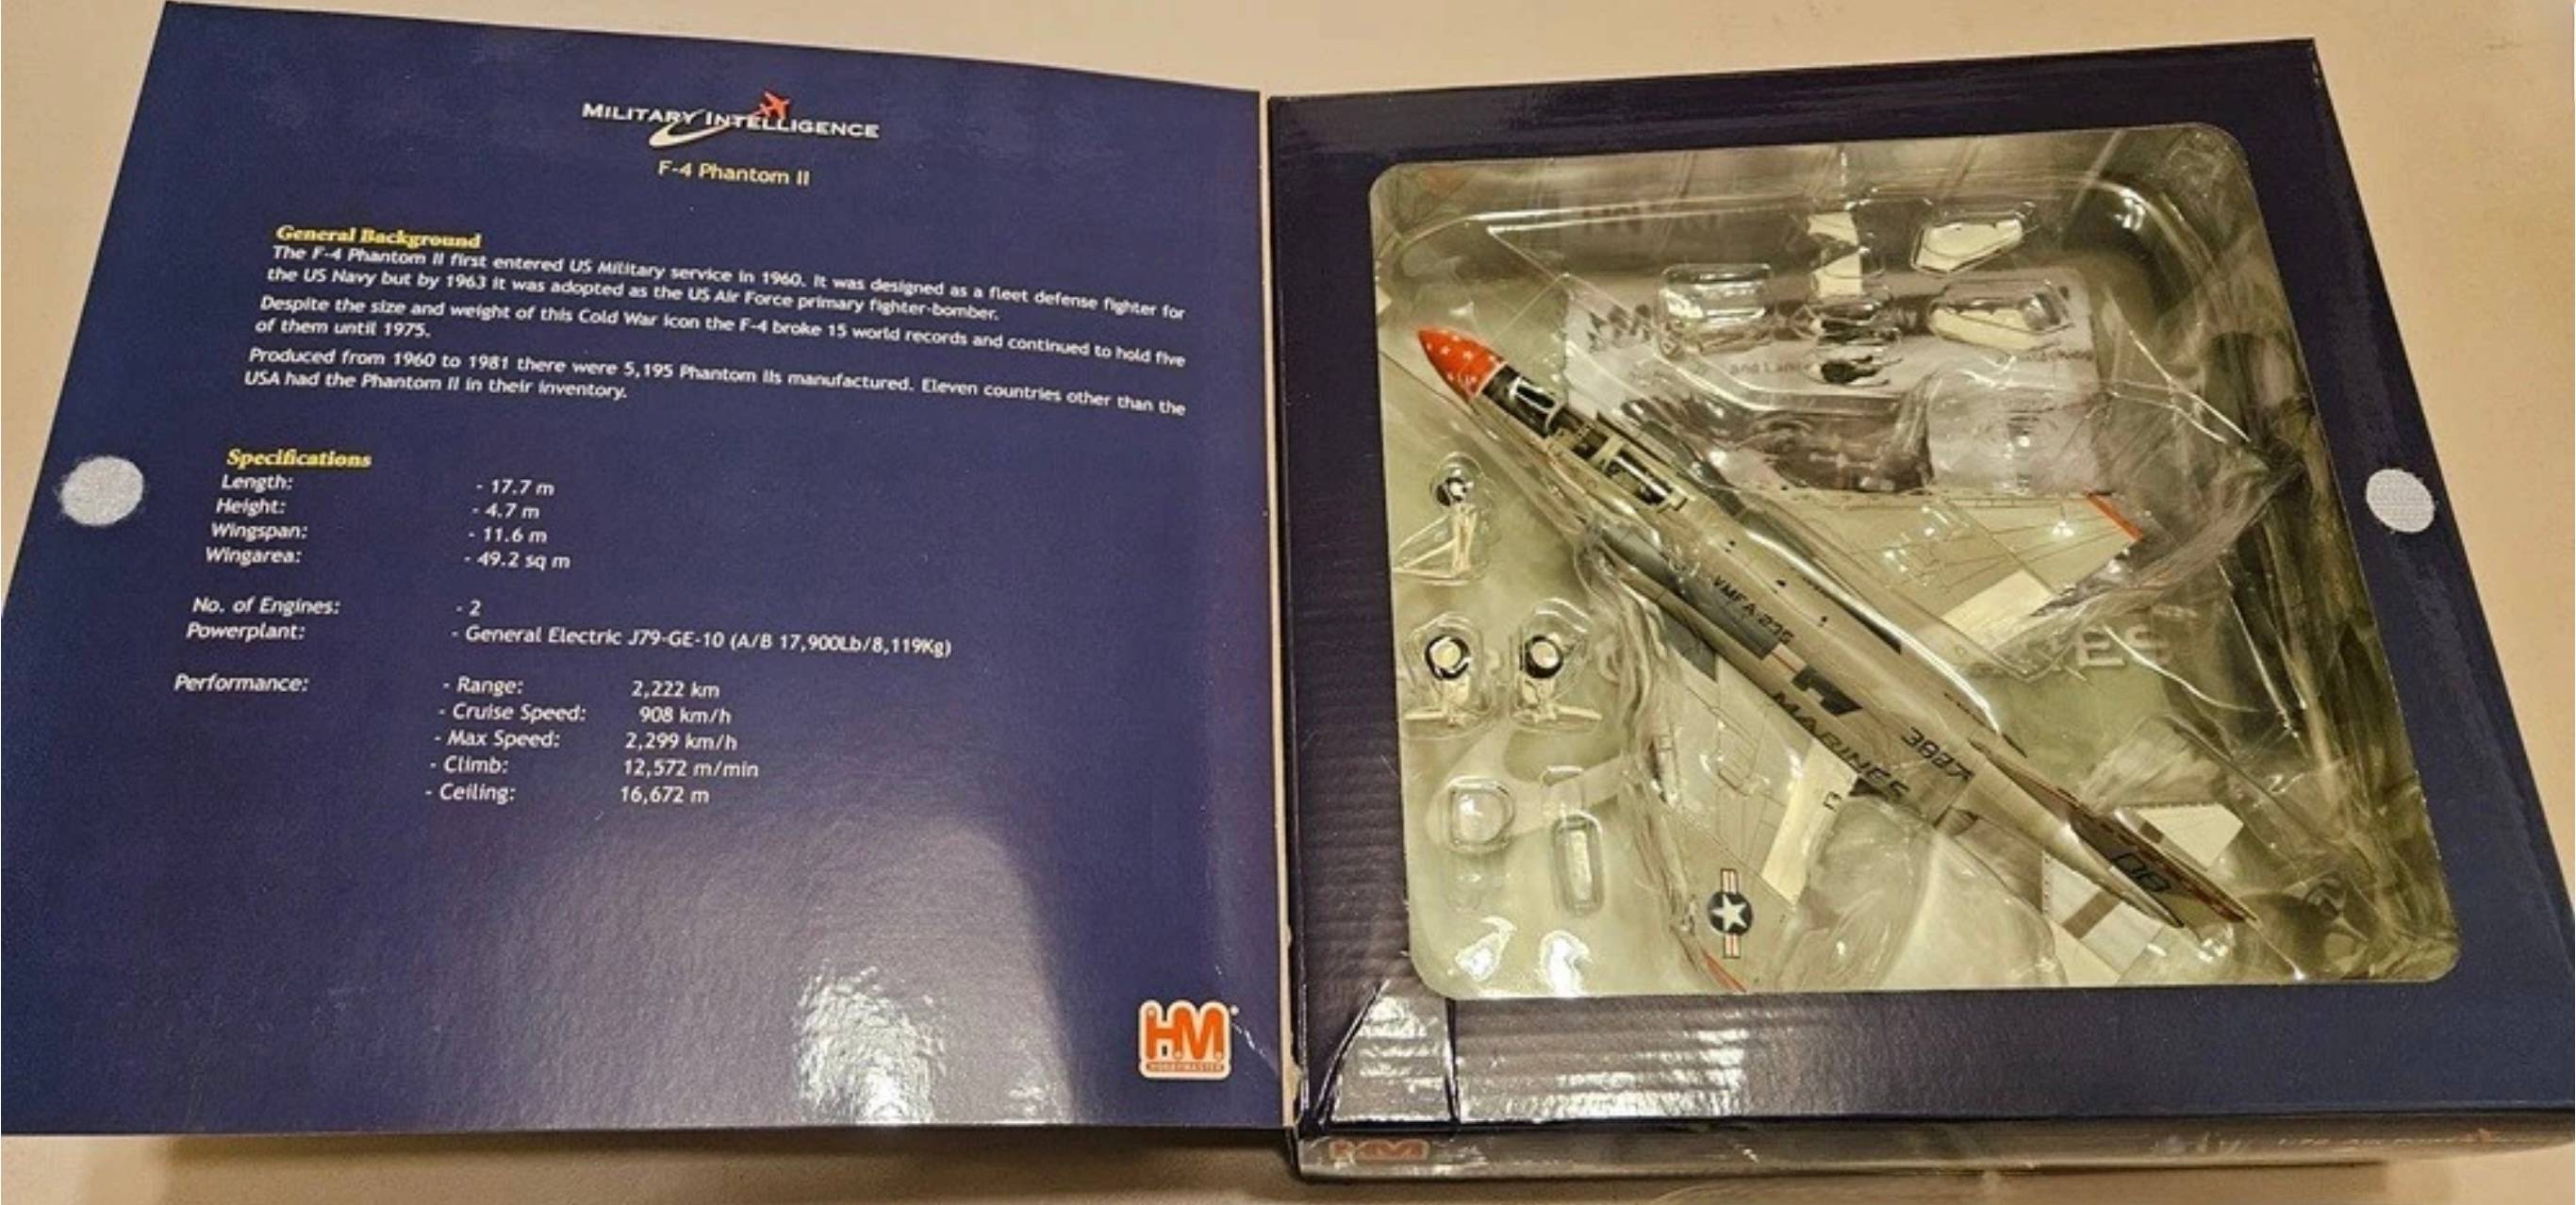 MILITARY INTELLIGENCE
F-4 Phantom II
General Background
The F-4 Phantom II first entered US Military service in 1960. It was designed as a fleet defense fighter for
the US Navy but by 1963 it was adopted as the US Air Force primary fighter-bomber.
Despite the size and weight of this Cold War icon the F-4 broke 15 world records and continued to hold five
of them until 1975.
Produced from 1960 to 1981 there were 5,195 Phantom IIs manufactured. Eleven countries other than the
USA had the Phantom II in their inventory.
Specifications
Length: - 17.7 m
Height: - 4.7 m
Wingspan: - 11.6 m
Wingarea: - 49.2 sq m
No. of Engines: - 2
Powerplant: - General Electric J79-GE-10 (A/B 17,900Lb/8,119Kg)
Performance: - Range: 2,222 km
- Cruise Speed: 908 km/h
- Max Speed: 2,299 km/h
- Climb: 12,572 m/min
- Ceiling: 16,672 m
HM
HOBBYMASTER
VMFA-235
MARINES
3887
DB
HM